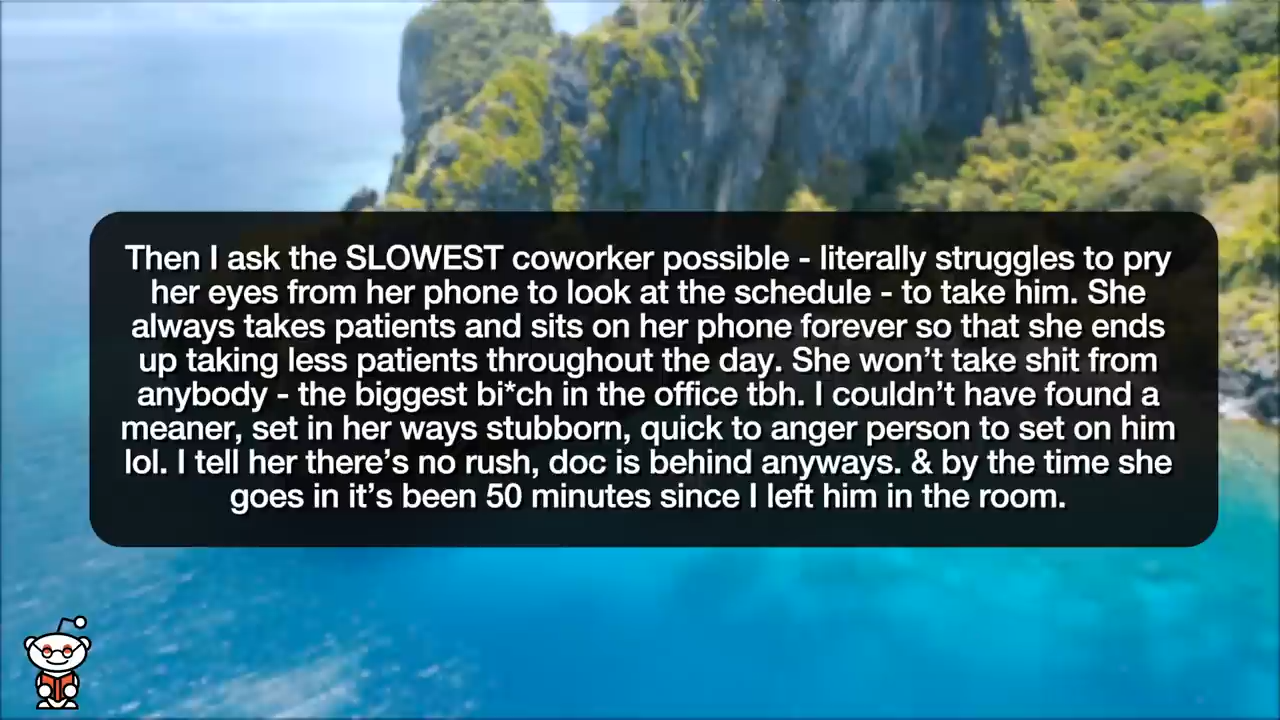 Then I ask the SLOWEST coworker possible - literally struggles to pry
her eyes from her phone to look at the schedule - to take him. She
always takes patients and sits on her phone forever so that she ends
up taking less patients throughout the day. She won’t take shit from
anybody - the biggest bi*ch in the office tbh. I couldn’t have found a
meaner, set in her ways stubborn, quick to anger person to set on him
lol. I tell her there’s no rush, doc is behind anyways. & by the time she
goes in it’s been 50 minutes since I left him in the room.